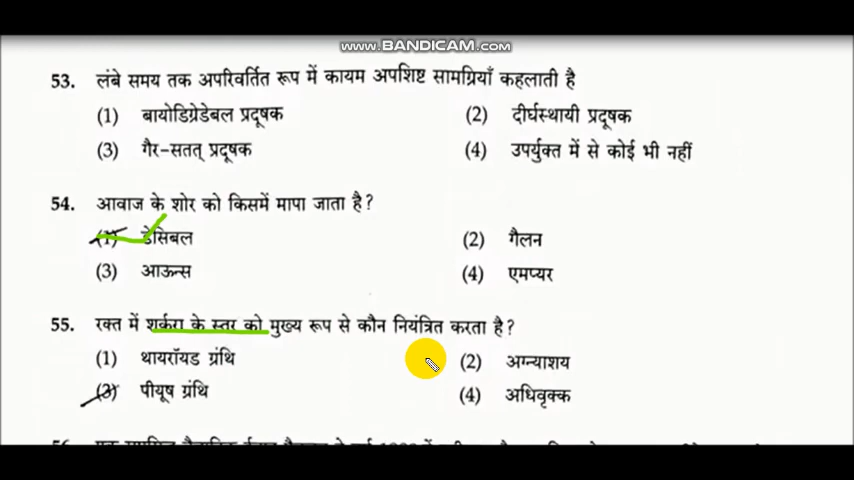 www.BANDICAM.com
53. लंबे समय तक अपरिवर्तित रूप में कायम अपशिष्ट सामग्रियाँ कहलाती है
(1) बायोडिग्रेडेबल प्रदूषक (2) दीर्घस्थायी प्रदूषक
(3) गैर-सतत् प्रदूषक (4) उपर्युक्त में से कोई भी नहीं
54. आवाज के शोर को किसमें मापा जाता है?
(1) डेसिबल (2) गैलन
(3) आऊन्स (4) एमप्यर
55. रक्त में शर्करा के स्तर को मुख्य रूप से कौन नियंत्रित करता है?
(1) थायरॉयड ग्रंथि (2) अग्न्याशय
(3) पीयूष ग्रंथि (4) अधिवृक्क